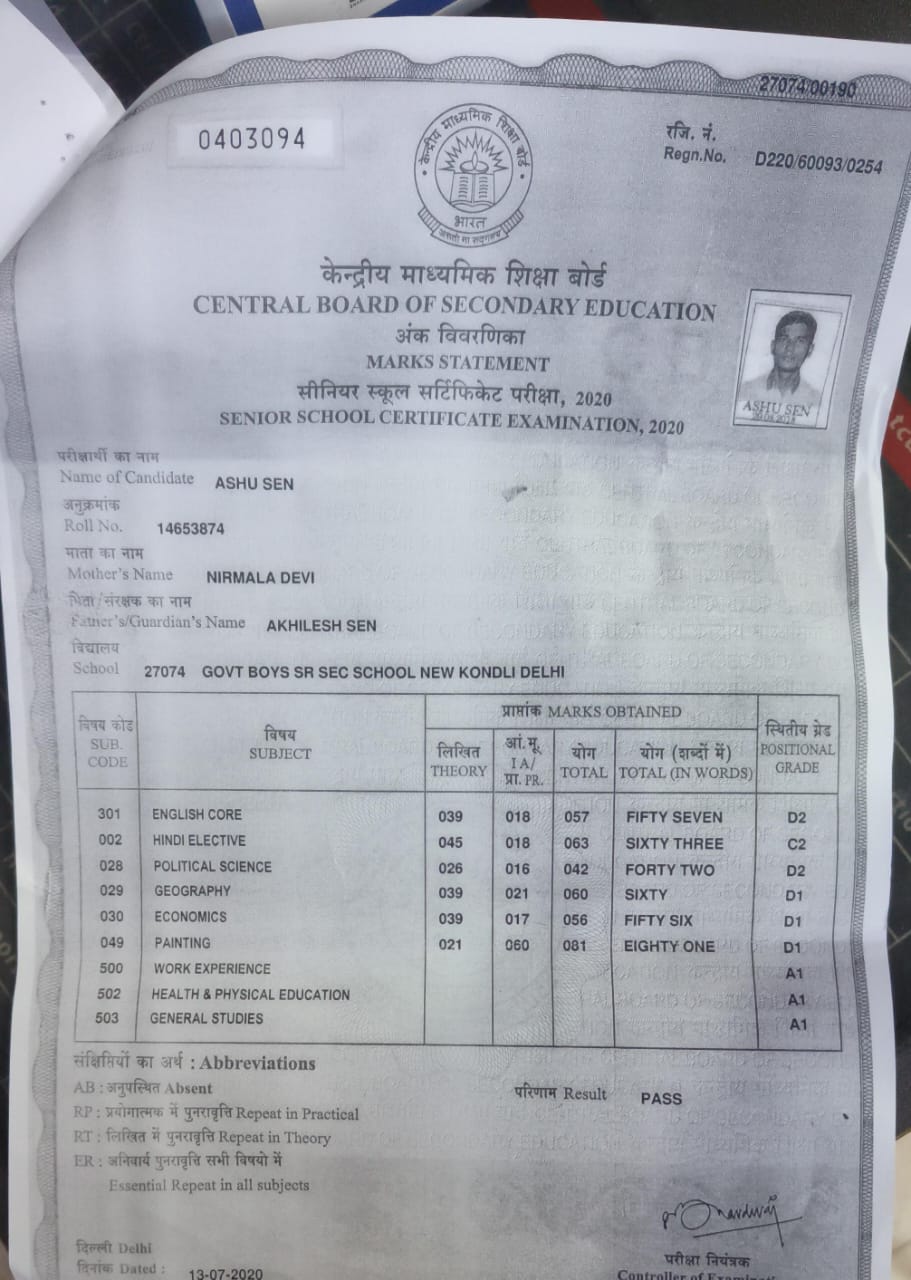 27074/00190
0403094
रजि. नं.
Regn.No. D220/60093/0254
केन्द्रीय माध्यमिक शिक्षा बोर्ड
भारत
असतो मा सद्गमय
केन्द्रीय माध्यमिक शिक्षा बोर्ड
CENTRAL BOARD OF SECONDARY EDUCATION
अंक विवरणिका
MARKS STATEMENT
सीनियर स्कूल सर्टिफिकेट परीक्षा, 2020
SENIOR SCHOOL CERTIFICATE EXAMINATION, 2020
ASHU SEN
परीक्षार्थी का नाम
Name of Candidate ASHU SEN
अनुक्रमांक
Roll No. 14653874
माता का नाम
Mother's Name NIRMALA DEVI
पिता/संरक्षक का नाम
Father's/Guardian's Name AKHILESH SEN
विद्यालय
School 27074 GOVT BOYS SR SEC SCHOOL NEW KONDLI DELHI
विषय कोड SUB. CODE
विषय SUBJECT
प्राप्तांक MARKS OBTAINED
लिखित THEORY
आं.मू. I A/ प्रा. PR.
योग TOTAL
योग (शब्दों में) TOTAL (IN WORDS)
स्थितीय ग्रेड POSITIONAL GRADE
301 ENGLISH CORE 039 018 057 FIFTY SEVEN D2
002 HINDI ELECTIVE 045 018 063 SIXTY THREE C2
028 POLITICAL SCIENCE 026 016 042 FORTY TWO D2
029 GEOGRAPHY 039 021 060 SIXTY D1
030 ECONOMICS 039 017 056 FIFTY SIX D1
049 PAINTING 021 060 081 EIGHTY ONE D1
500 WORK EXPERIENCE A1
502 HEALTH & PHYSICAL EDUCATION A1
503 GENERAL STUDIES A1
संक्षिप्तियों का अर्थ : Abbreviations
AB : अनुपस्थित Absent
परिणाम Result PASS
RP : प्रयोगात्मक में पुनरावृत्ति Repeat in Practical
RT : लिखित में पुनरावृत्ति Repeat in Theory
ER : अनिवार्य पुनरावृत्ति सभी विषयो में
Essential Repeat in all subjects
दिल्ली Delhi
दिनांक Dated : 13-07-2020
परीक्षा नियंत्रक
Controller of